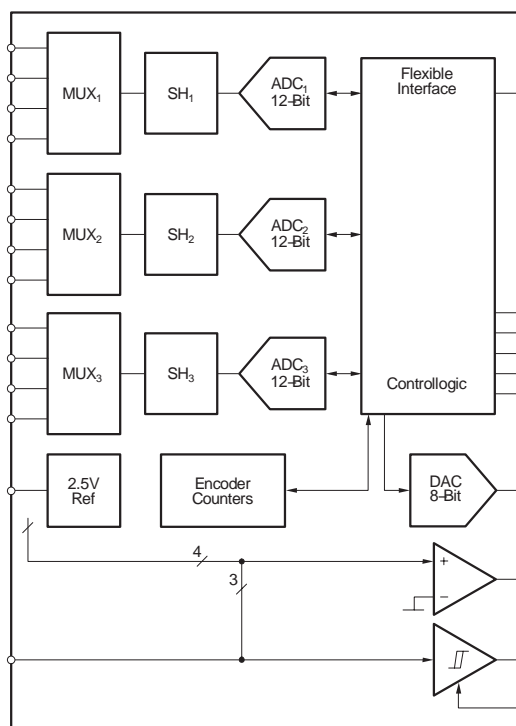 MUX1
SH1
ADC1
12-Bit
Flexible
Interface
MUX2
SH2
ADC2
12-Bit
MUX3
SH3
ADC3
12-Bit
Controllogic
2.5V
Ref
Encoder
Counters
DAC
8-Bit
4
3
+
−